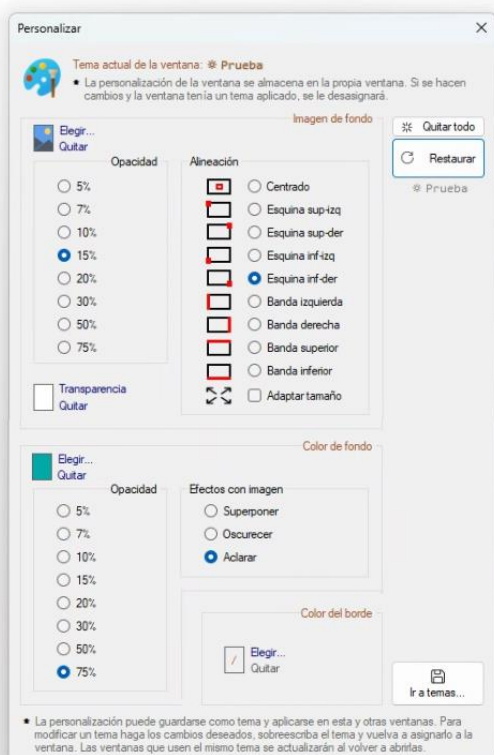 Personalizar
Tema actual de la ventana: ☼ Prueba
• La personalización de la ventana se almacena en la propia ventana. Si se hacen
cambios y la ventana tenía un tema aplicado, se le desasignará.
Imagen de fondo
Elegir...
Quitar
Opacidad
5%
7%
10%
15%
20%
30%
50%
75%
Alineación
Centrado
Esquina sup-izq
Esquina sup-der
Esquina inf-izq
Esquina inf-der
Banda izquierda
Banda derecha
Banda superior
Banda inferior
Adaptar tamaño
Transparencia
Quitar
Quitar todo
Restaurar
☼ Prueba
Color de fondo
Elegir...
Quitar
Opacidad
5%
7%
10%
15%
20%
30%
50%
75%
Efectos con imagen
Superponer
Oscurecer
Aclarar
Color del borde
Elegir...
Quitar
Ir a temas...
• La personalización puede guardarse como tema y aplicarse en esta y otras ventanas. Para
modificar un tema haga los cambios deseados, sobreescriba el tema y vuelva a asignarlo a la
ventana. Las ventanas que usen el mismo tema se actualizarán al volver a abrirlas.